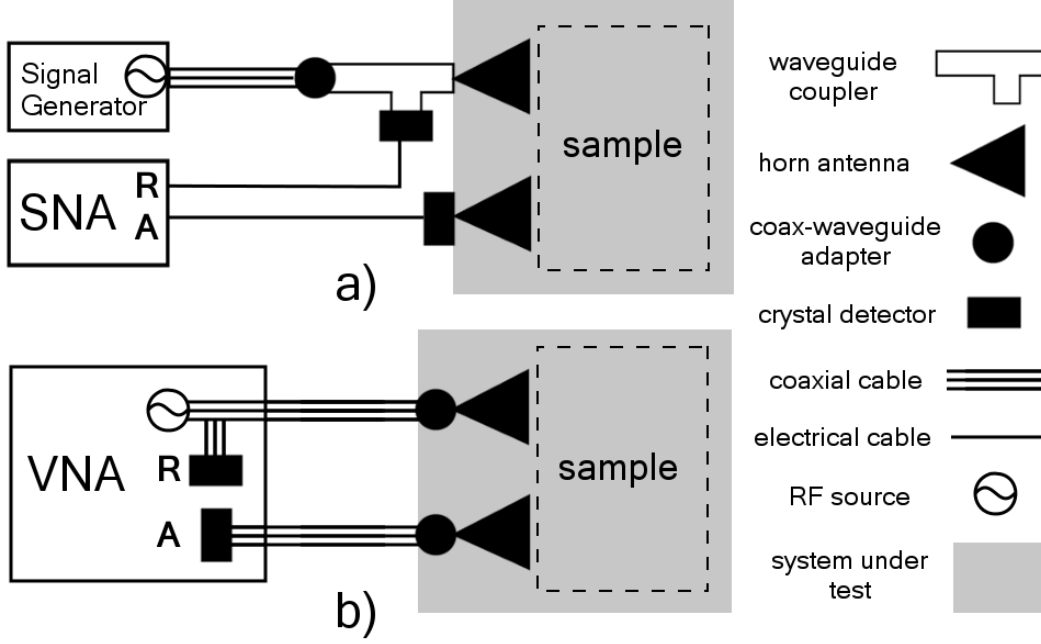 Signal
Generator
SNA
R
A
sample
a)
VNA
R
A
sample
b)
waveguide
coupler
horn antenna
coax-waveguide
adapter
crystal detector
coaxial cable
electrical cable
RF source
system under
test